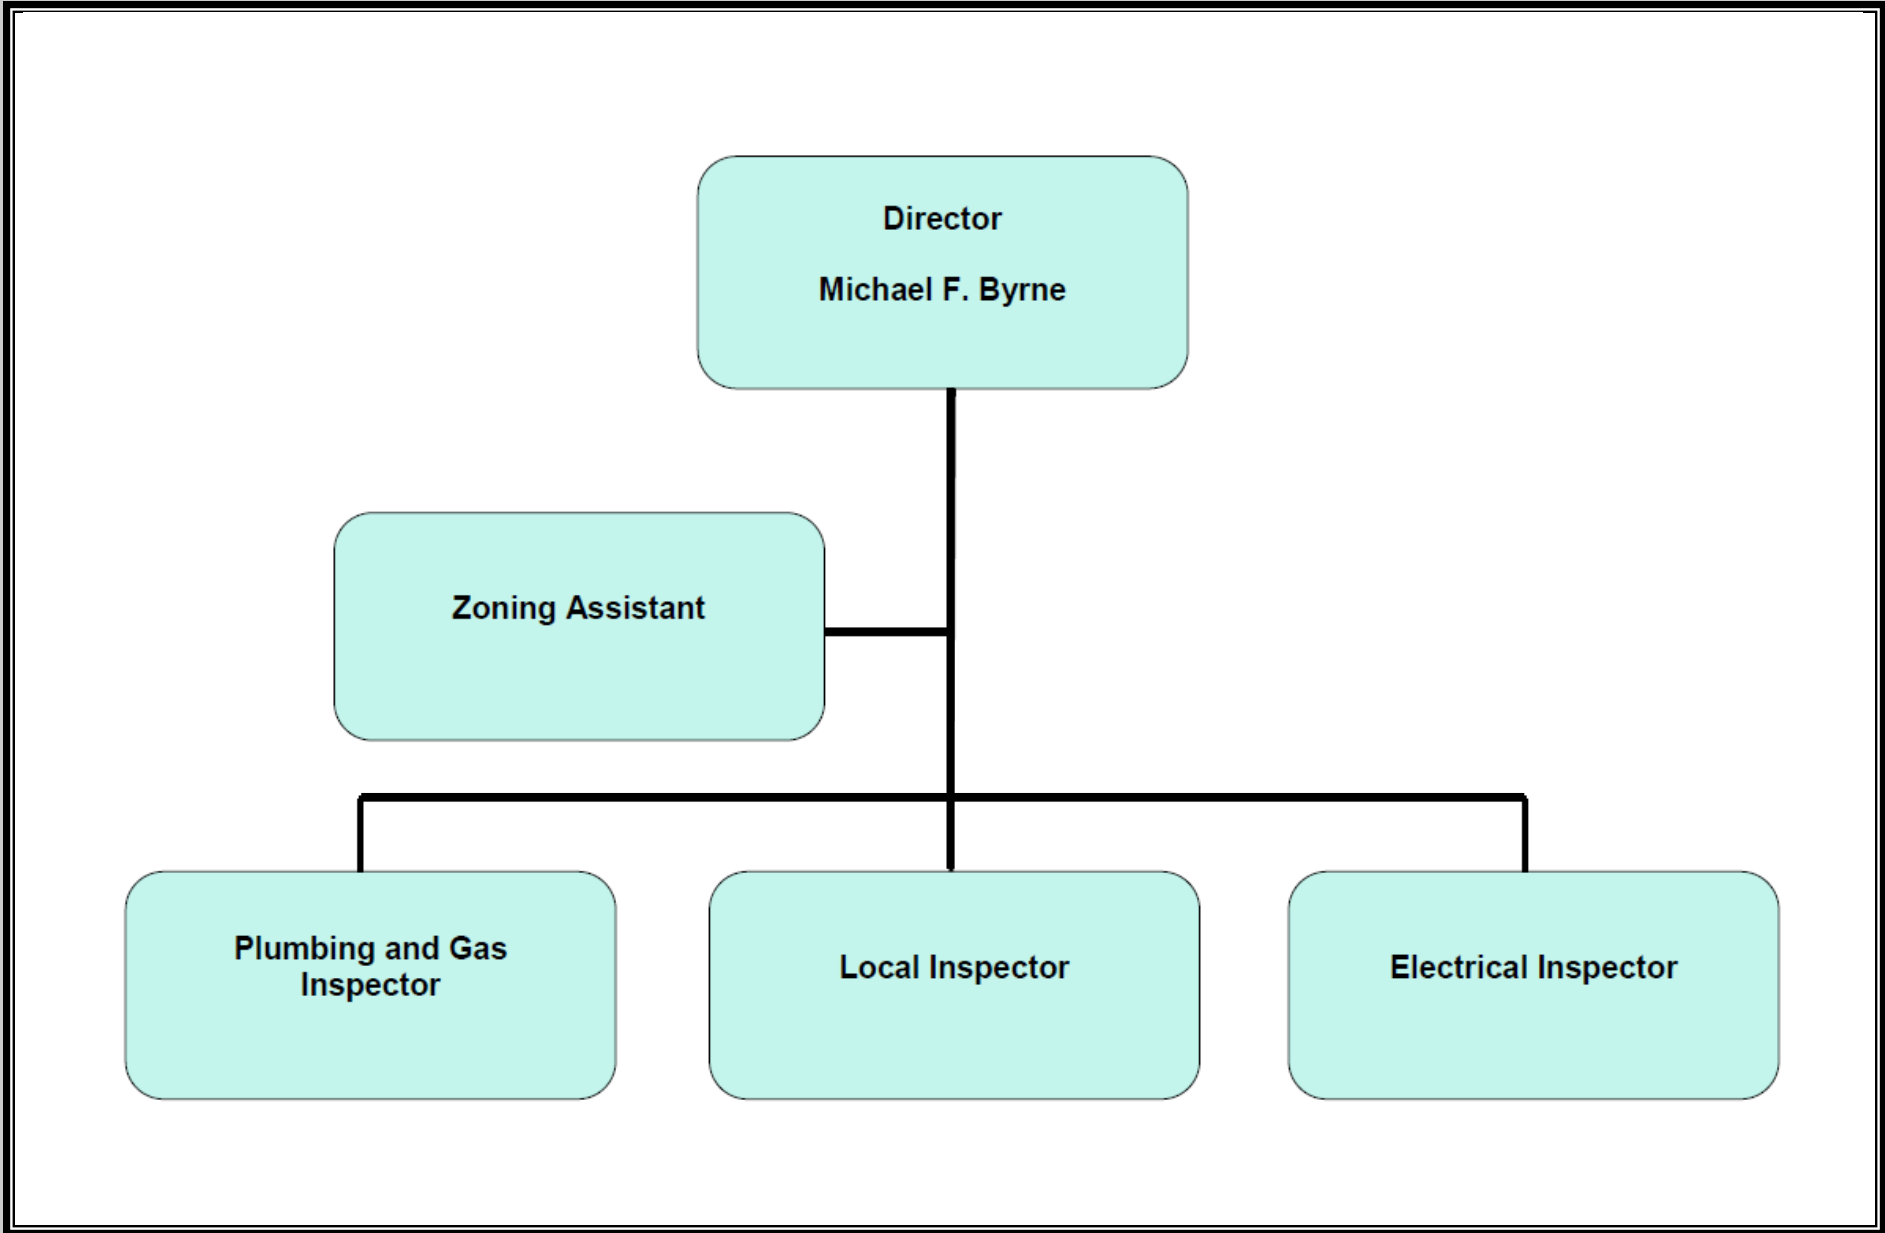 Director
Michael F. Byrne
Zoning Assistant
Plumbing and Gas
Inspector
Local Inspector
Electrical Inspector